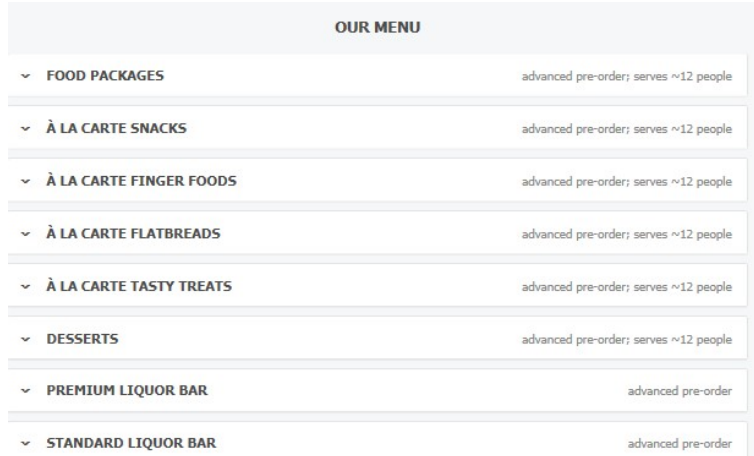 OUR MENU
FOOD PACKAGES advanced pre-order; serves ~12 people
À LA CARTE SNACKS advanced pre-order; serves ~12 people
À LA CARTE FINGER FOODS advanced pre-order; serves ~12 people
À LA CARTE FLATBREADS advanced pre-order; serves ~12 people
À LA CARTE TASTY TREATS advanced pre-order; serves ~12 people
DESSERTS advanced pre-order; serves ~12 people
PREMIUM LIQUOR BAR advanced pre-order
STANDARD LIQUOR BAR advanced pre-order